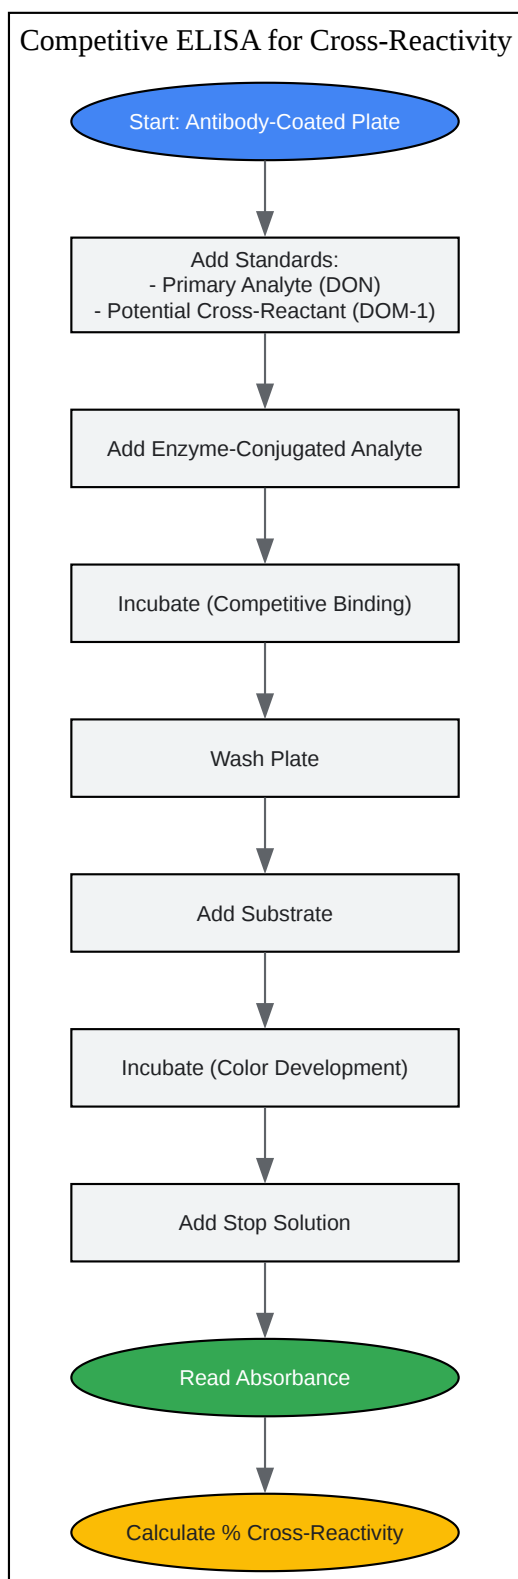 Competitive ELISA for Cross-Reactivity
Start: Antibody-Coated Plate
Add Standards:
- Primary Analyte (DON)
- Potential Cross-Reactant (DOM-1)
Add Enzyme-Conjugated Analyte
Incubate (Competitive Binding)
Wash Plate
Add Substrate
Incubate (Color Development)
Add Stop Solution
Read Absorbance
Calculate % Cross-Reactivity